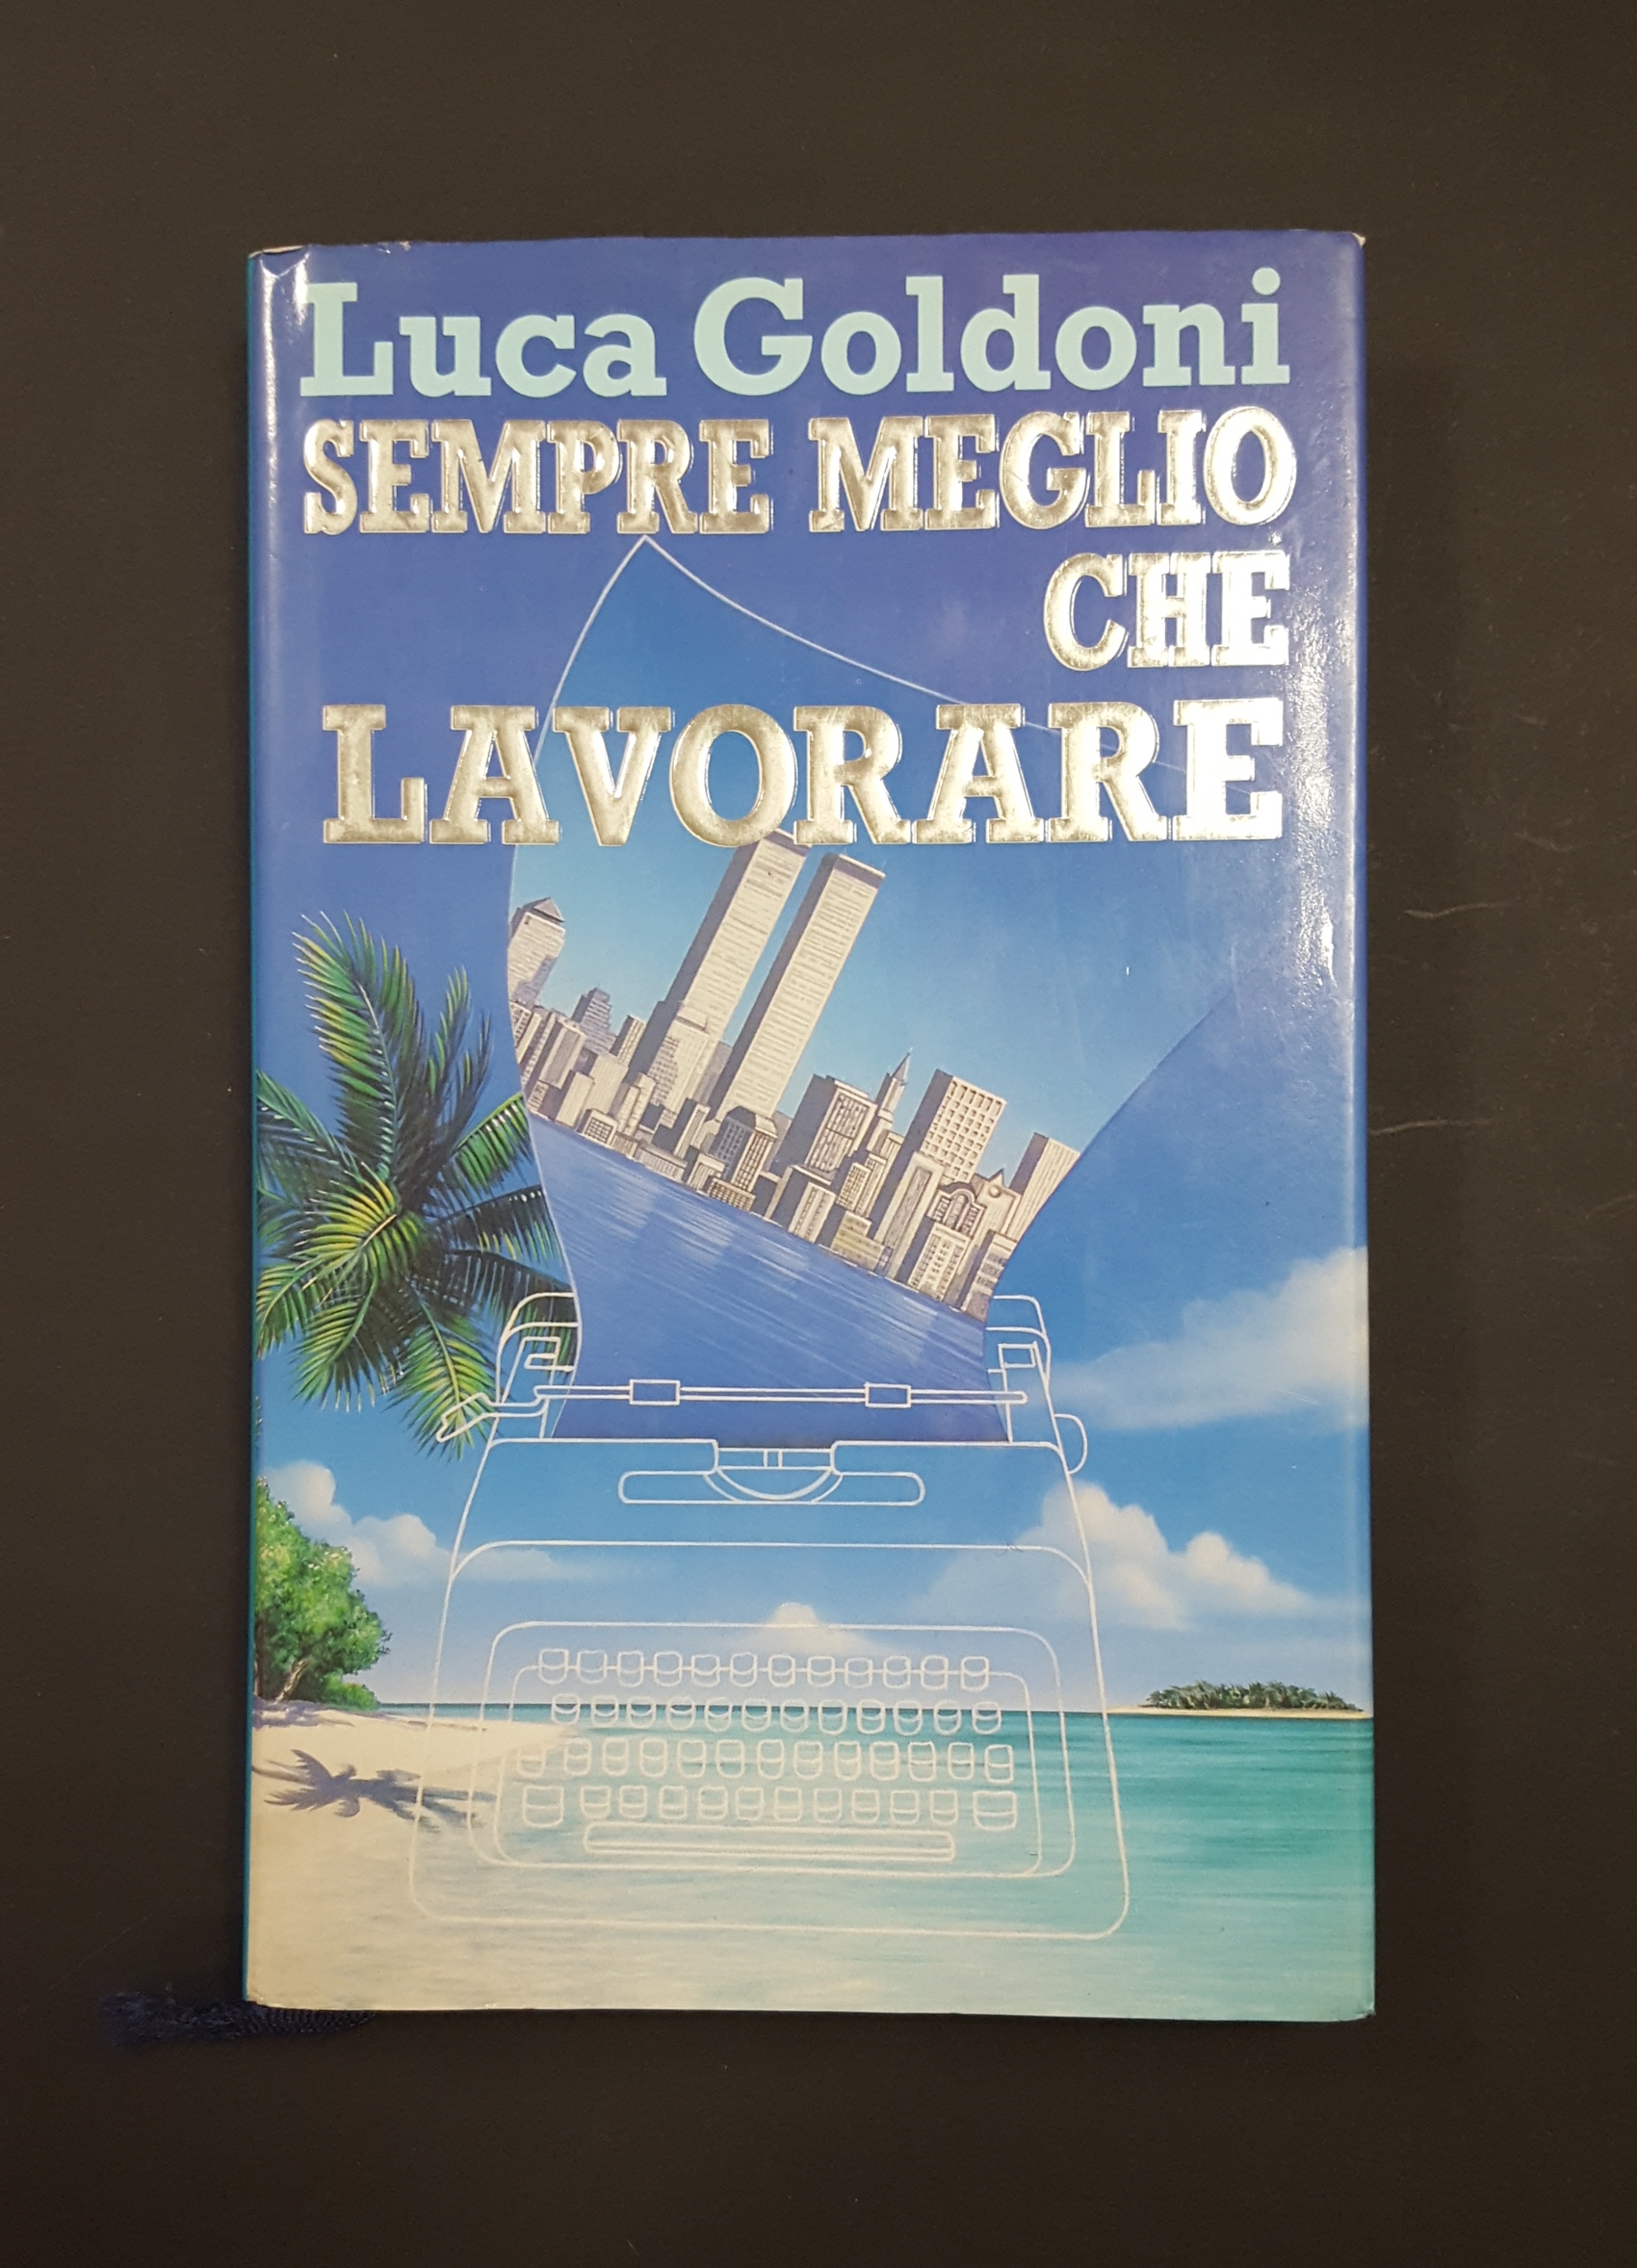 Luca Goldoni
SEMPRE MEGLIO
CHE
LAVORARE